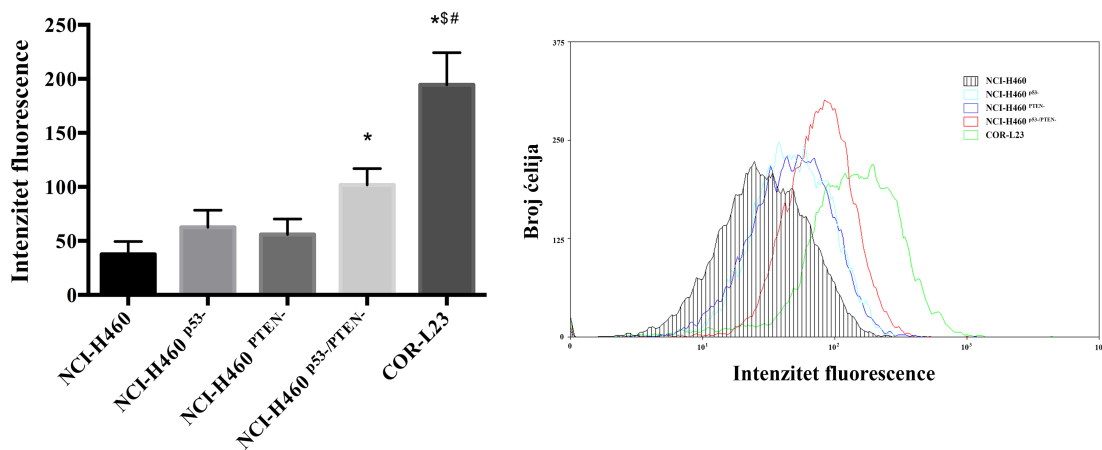 250
200
150
100
50
0
Intenzitet fluorescence
*
*$#
NCI-H460
NCI-H460 p53-
NCI-H460 PTEN-
NCI-H460 p53-/PTEN-
COR-L23
375
250
125
0
Broj ćelija
NCI-H460
NCI-H460 p53-
NCI-H460 PTEN-
NCI-H460 p53-/PTEN-
COR-L23
0
10¹
10²
10³
10
Intenzitet fluorescence